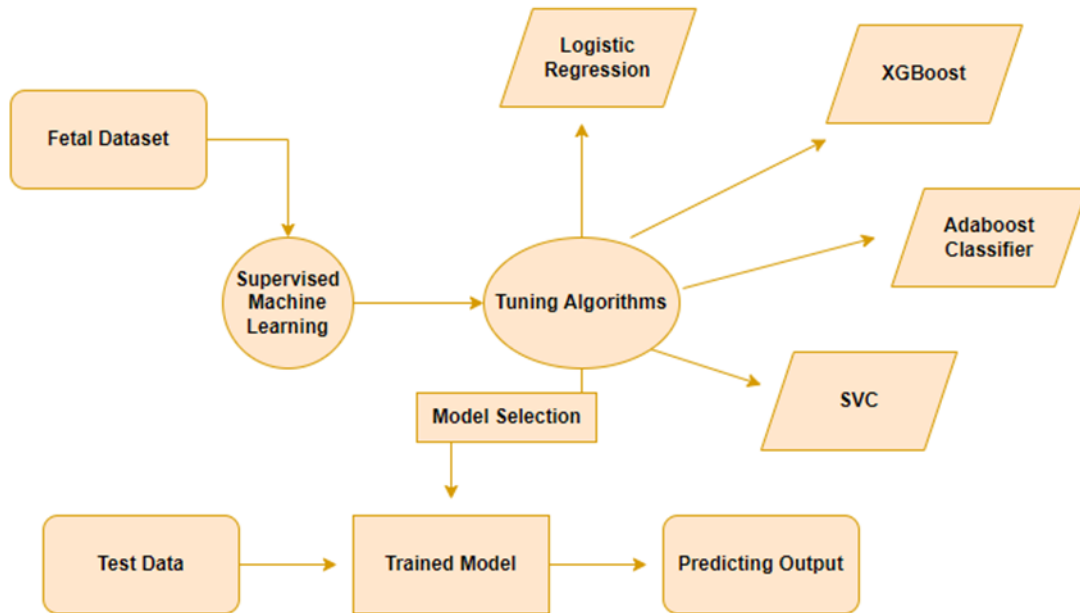 Logistic
Regression
XGBoost
Fetal Dataset
Adaboost
Classifier
Supervised
Machine
Learning
Tuning Algorithms
SVC
Model Selection
Test Data
Trained Model
Predicting Output